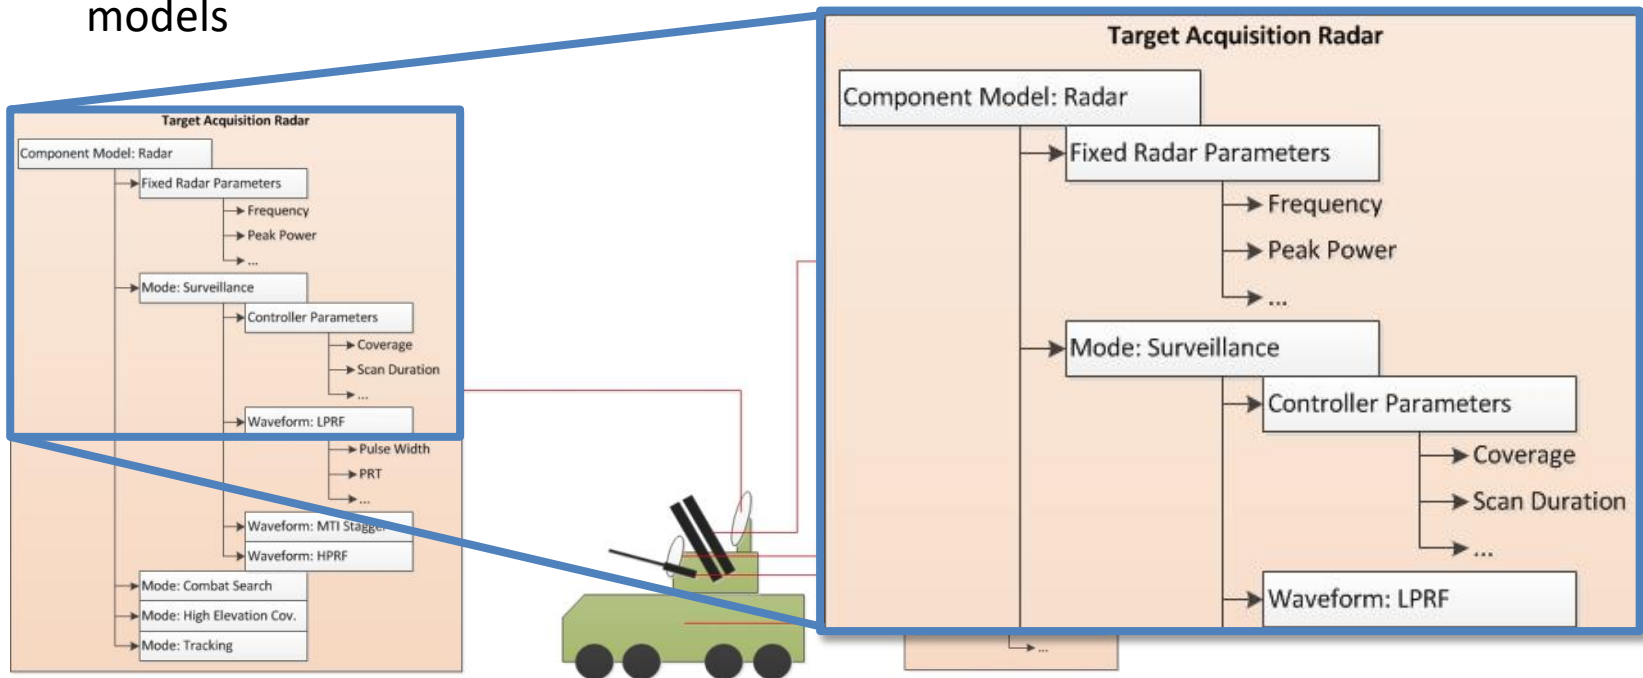 models
Target Acquisition Radar
Component Model: Radar
Fixed Radar Parameters
Frequency
Peak Power
...
Mode: Surveillance
Controller Parameters
Coverage
Scan Duration
...
Waveform: LPRF
Pulse Width
PRT
...
Waveform: MTI Stagger
Waveform: HPRF
Mode: Combat Search
Mode: High Elevation Cov.
Mode: Tracking
Target Acquisition Radar
Component Model: Radar
Fixed Radar Parameters
Frequency
Peak Power
...
Mode: Surveillance
Controller Parameters
Coverage
Scan Duration
...
Waveform: LPRF
...